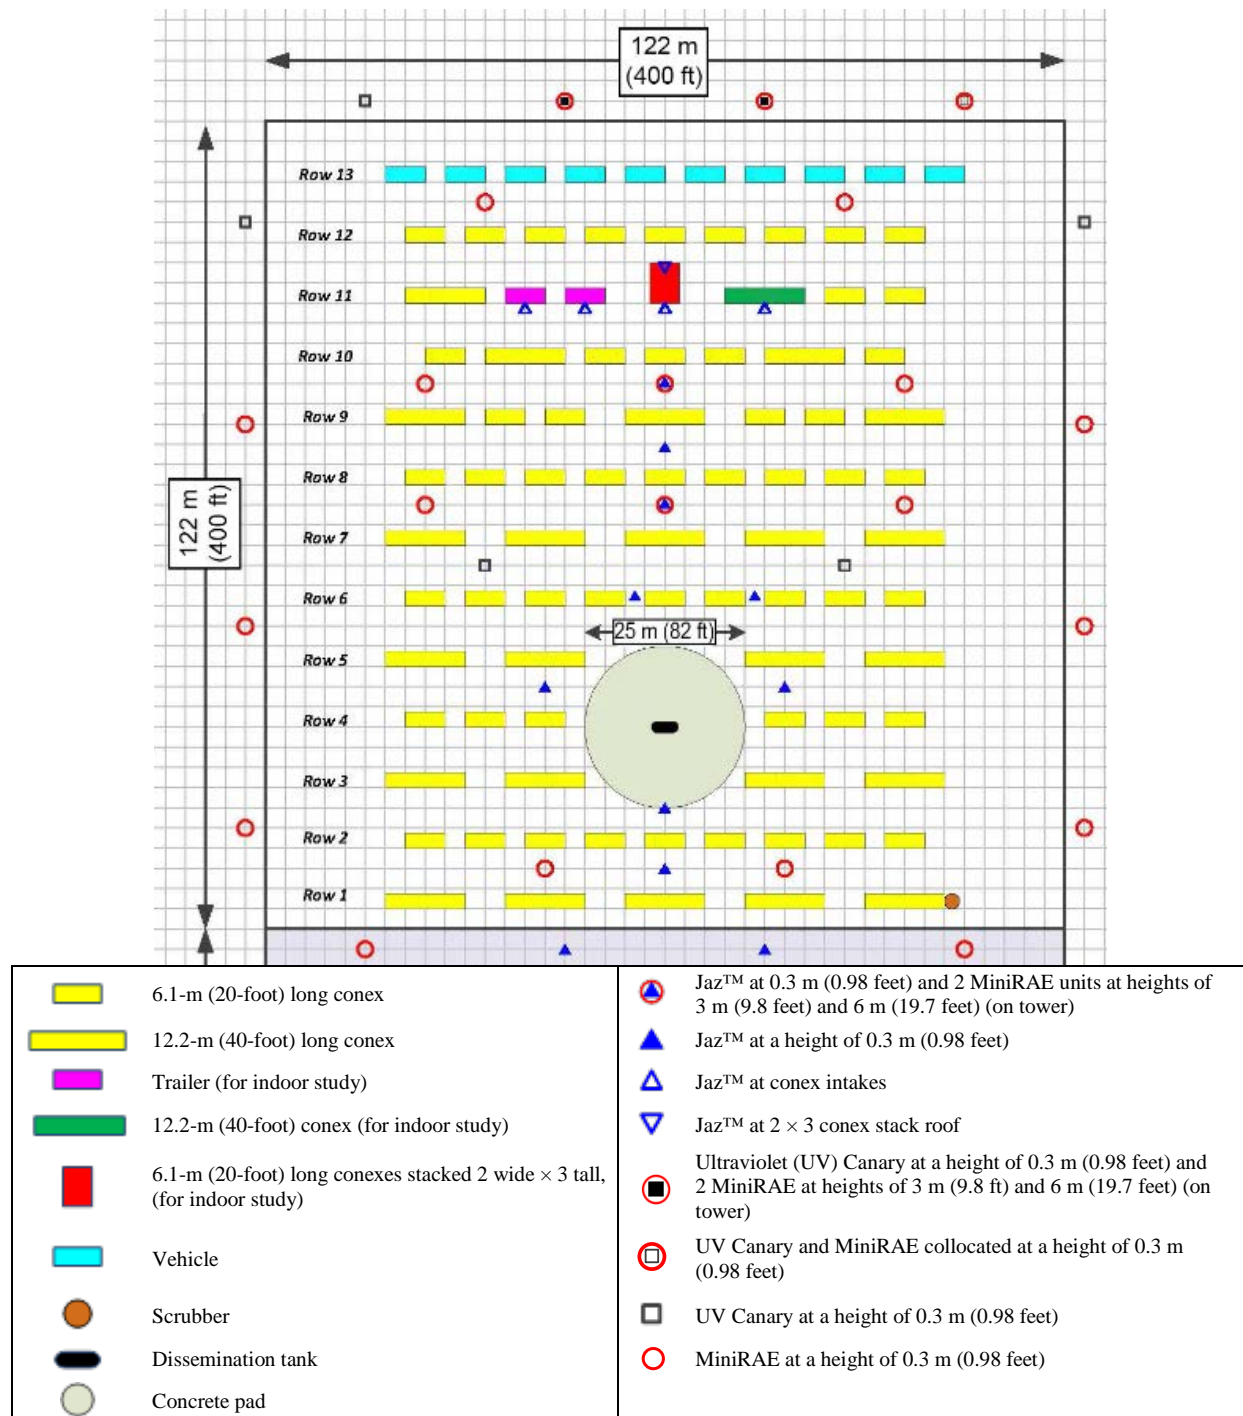 122 m
(400 ft)
Row 13
Row 12
Row 11
Row 10
Row 9
Row 8
122 m
(400 ft)
Row 7
Row 6
25 m (82 ft)
Row 5
Row 4
Row 3
Row 2
Row 1
6.1-m (20-foot) long conex
12.2-m (40-foot) long conex
Trailer (for indoor study)
12.2-m (40-foot) conex (for indoor study)
6.1-m (20-foot) long conexes stacked 2 wide × 3 tall,
(for indoor study)
Vehicle
Scrubber
Dissemination tank
Concrete pad
Jaz™ at 0.3 m (0.98 feet) and 2 MiniRAE units at heights of
3 m (9.8 feet) and 6 m (19.7 feet) (on tower)
Jaz™ at a height of 0.3 m (0.98 feet)
Jaz™ at conex intakes
Jaz™ at 2 × 3 conex stack roof
Ultraviolet (UV) Canary at a height of 0.3 m (0.98 feet) and
2 MiniRAE at heights of 3 m (9.8 ft) and 6 m (19.7 feet) (on
tower)
UV Canary and MiniRAE collocated at a height of 0.3 m
(0.98 feet)
UV Canary at a height of 0.3 m (0.98 feet)
MiniRAE at a height of 0.3 m (0.98 feet)